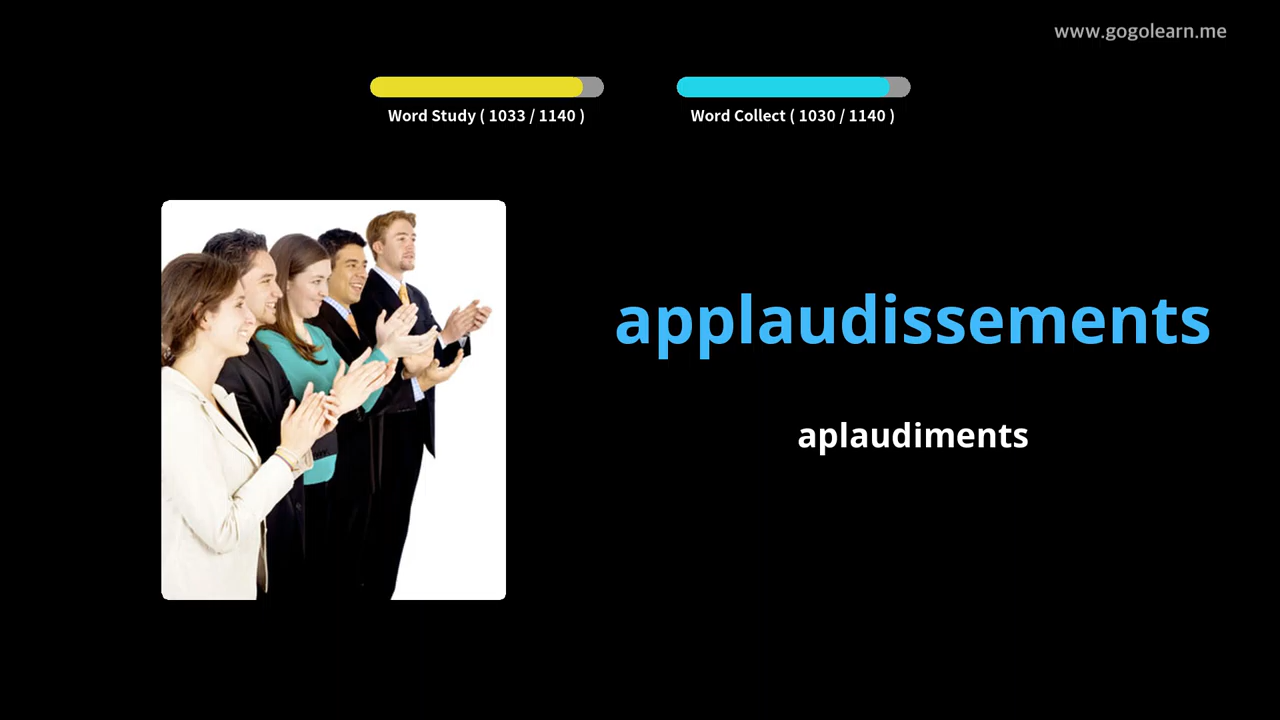 www.gogolearn.me
Word Study ( 1033 / 1140 )
Word Collect ( 1030 / 1140 )
applaudissements
aplaudiments